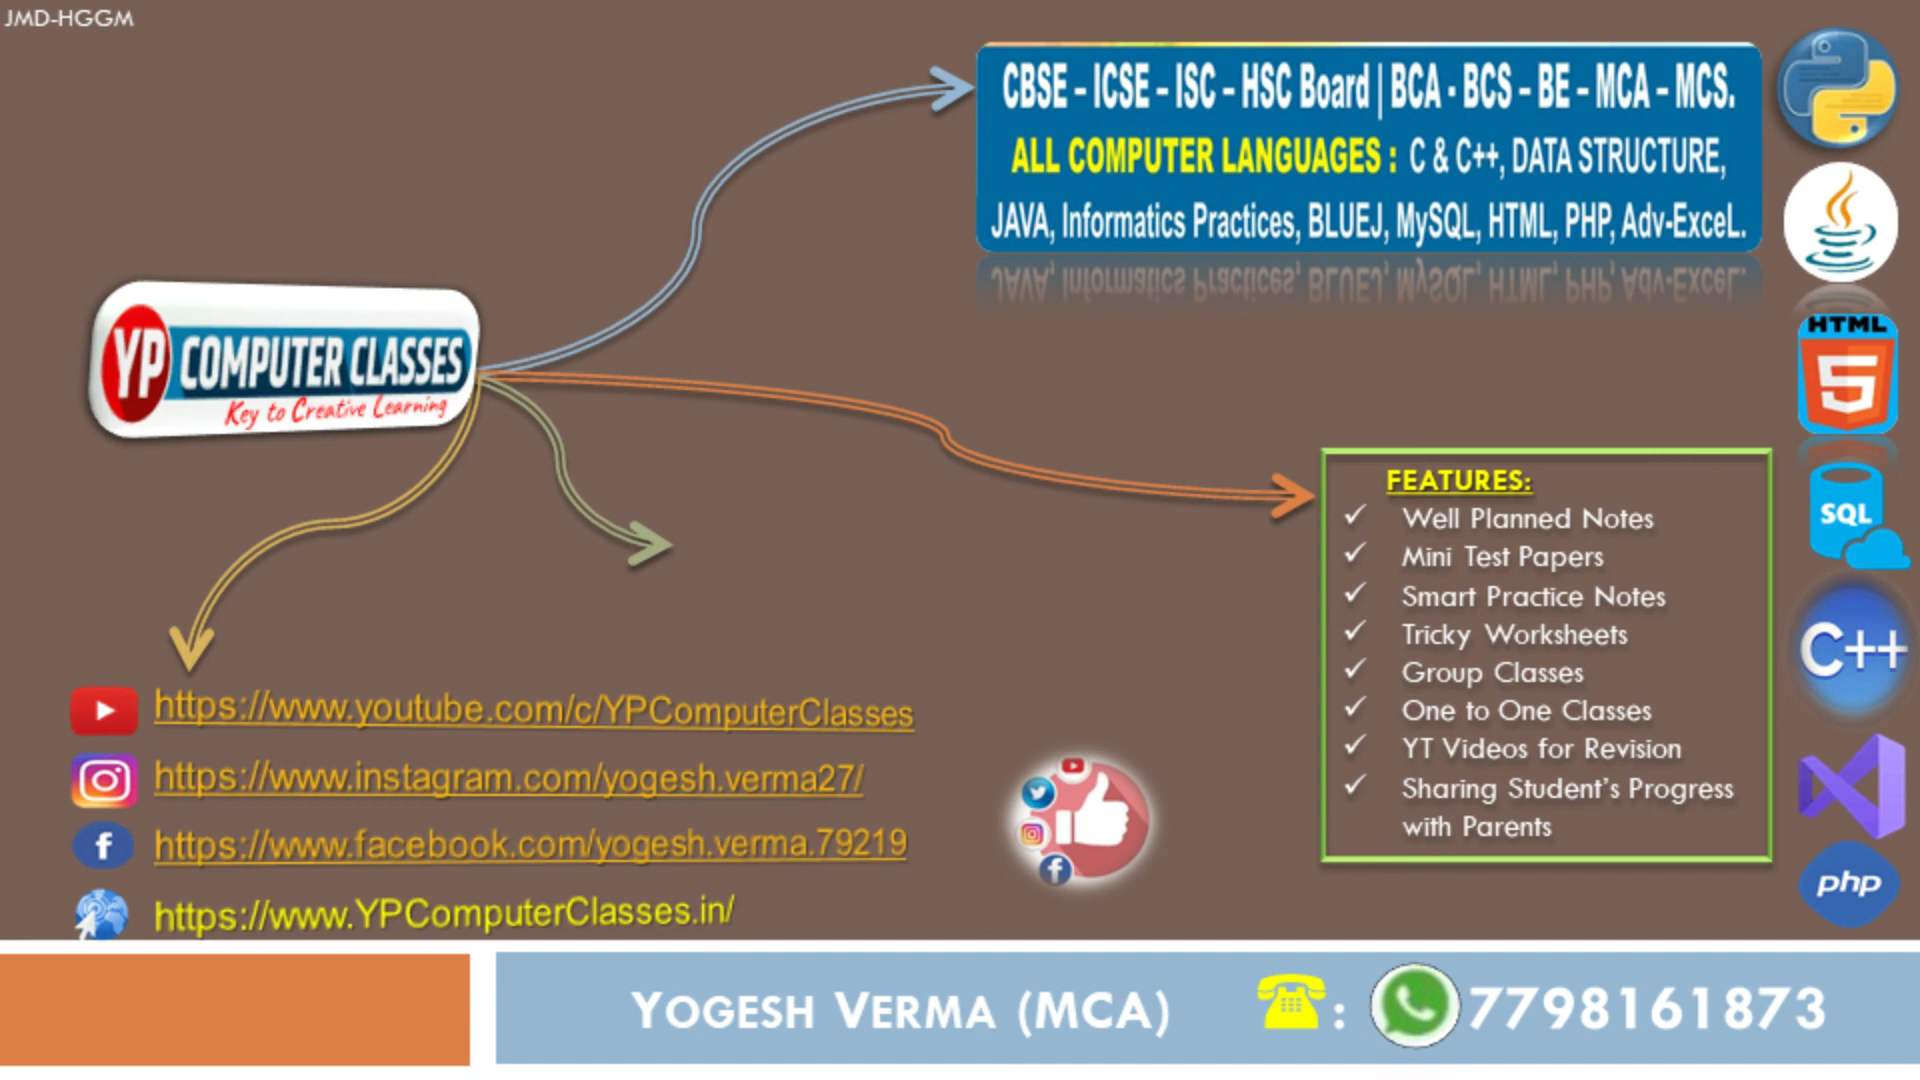 JMD-HGGM
CBSE – ICSE – ISC – HSC Board | BCA - BCS – BE – MCA – MCS.
ALL COMPUTER LANGUAGES : C & C++, DATA STRUCTURE,
JAVA, Informatics Practices, BLUEJ, MySQL, HTML, PHP, Adv-ExceL.
YP COMPUTER CLASSES
Key to Creative Learning
HTML
5
SQL
C++
php
FEATURES:
✓ Well Planned Notes
✓ Mini Test Papers
✓ Smart Practice Notes
✓ Tricky Worksheets
✓ Group Classes
✓ One to One Classes
✓ YT Videos for Revision
✓ Sharing Student's Progress
with Parents
https://www.youtube.com/c/YPComputerClasses
https://www.instagram.com/yogesh.verma27/
https://www.facebook.com/yogesh.verma.79219
https://www.YPComputerClasses.in/
YOGESH VERMA (MCA) ☎: 7798161873